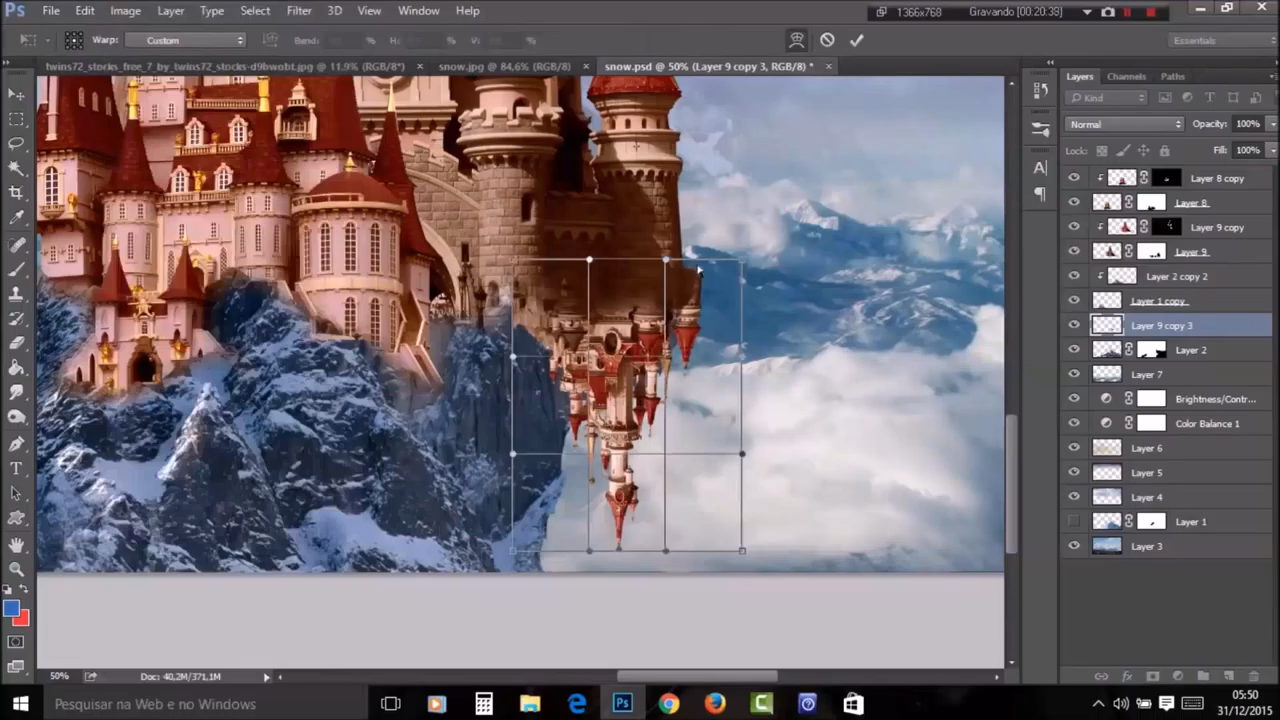 Ps File Edit Image Layer Type Select Filter 3D View Window Help
1366x768 Gravando [00:20:39]
Warp: Custom Bend: % H: % V: % Essentials
twins72_stocks_free_7_by_twins72_stocks-d9bwobt.jpg @ 11,9% (RGB/8*) × snow.jpg @ 84,6% (RGB/8) × snow.psd @ 50% (Layer 9 copy 3, RGB/8) * ×
Layers Channels Paths
Kind
Normal Opacity: 100%
Lock: Fill: 100%
Layer 8 copy
Layer 8
Layer 9 copy
Layer 9
Layer 2 copy 2
Layer 1 copy
Layer 9 copy 3
Layer 2
Layer 7
Brightness/Contr...
Color Balance 1
Layer 6
Layer 5
Layer 4
Layer 1
Layer 3
50% Doc: 40,2M/371,1M
Pesquisar na Web e no Windows
05:50
31/12/2015